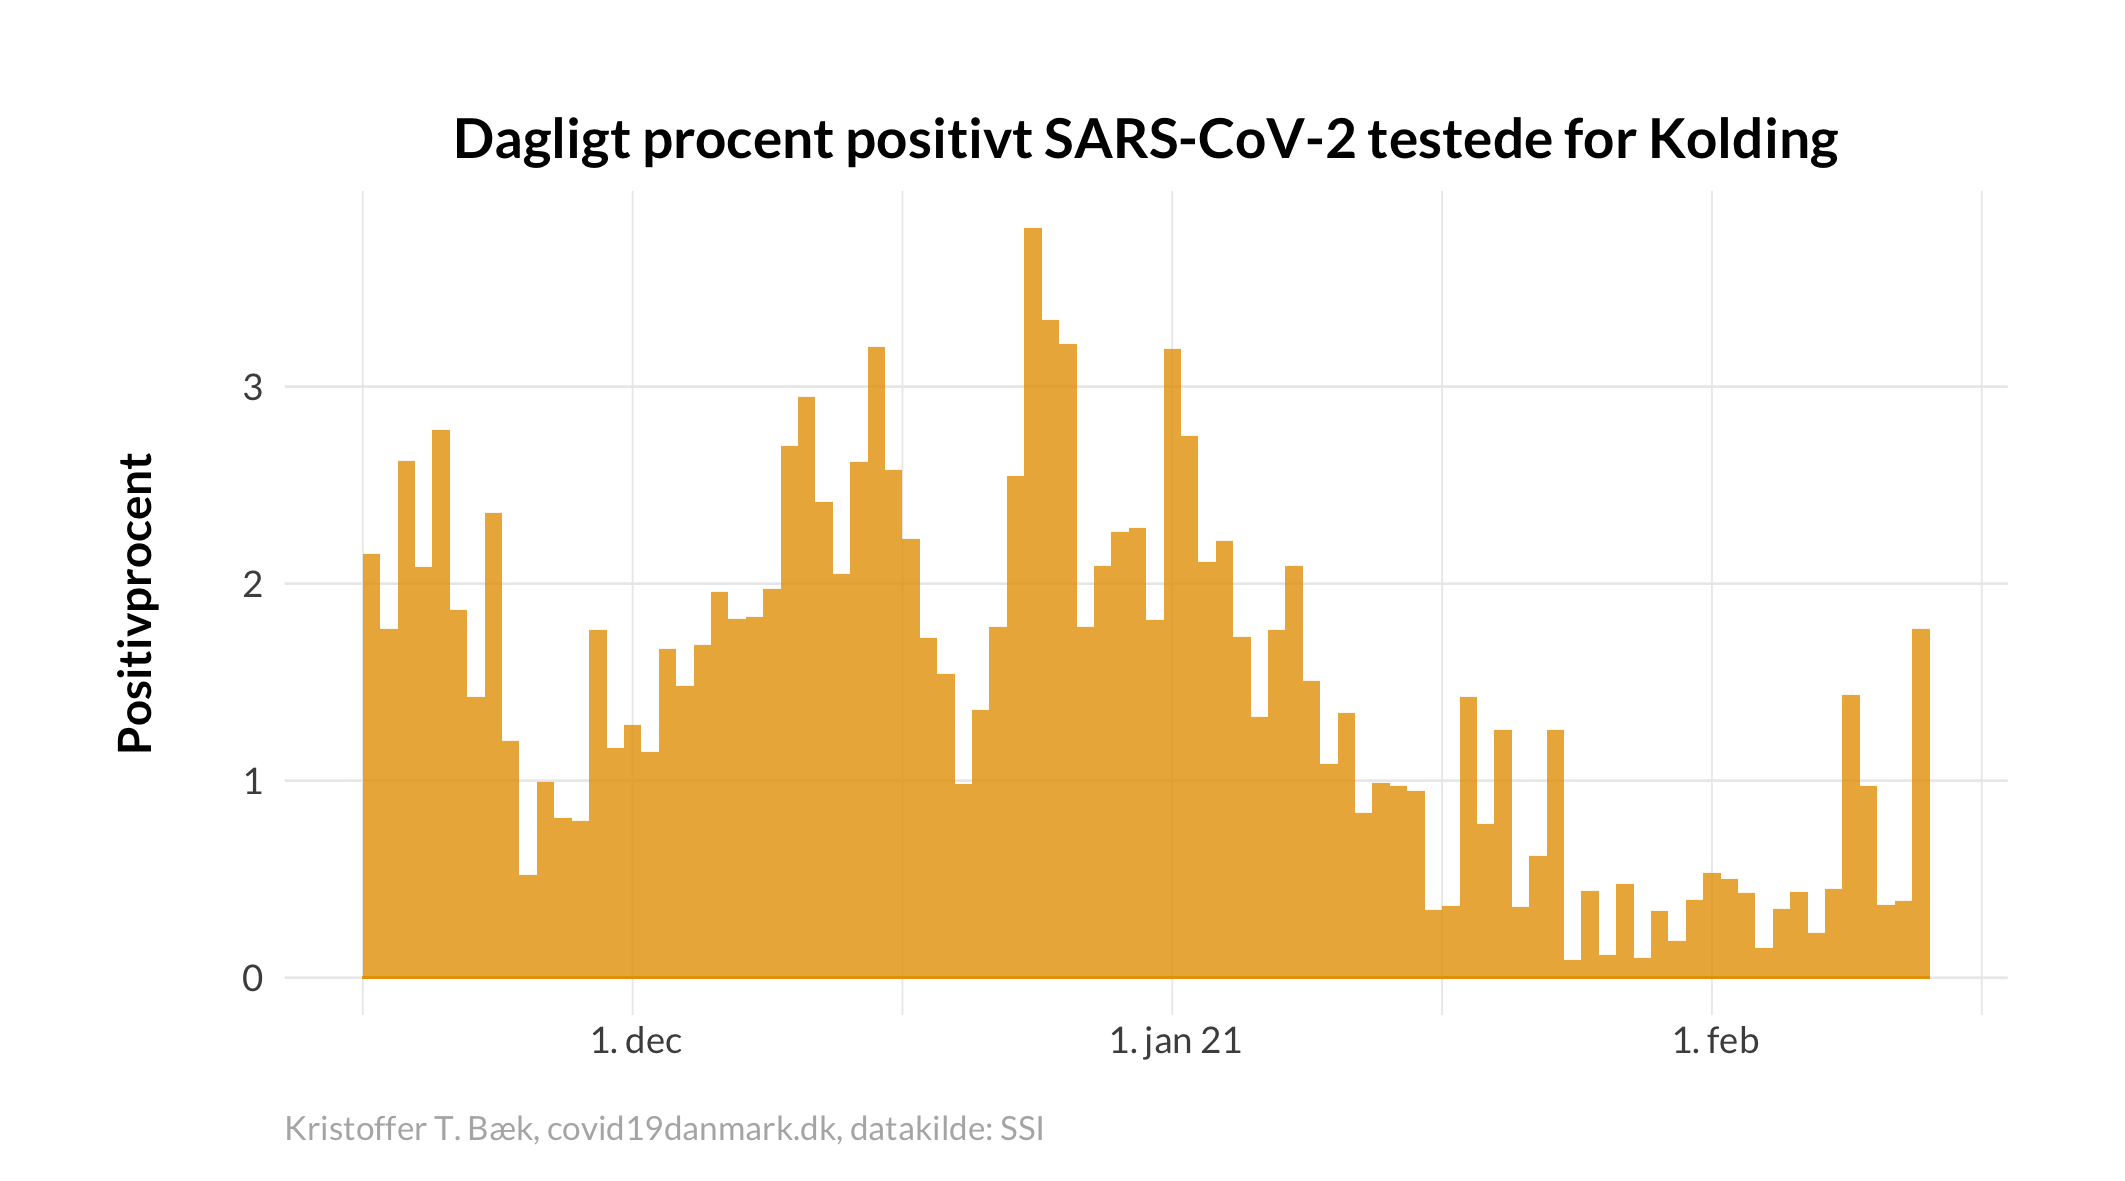 Dagligt procent positivt SARS-CoV-2 testede for Kolding
Positivprocent
3
2
1
0
1. dec
1. jan 21
1. feb
Kristoffer T. Bæk, covid19danmark.dk, datakilde: SSI